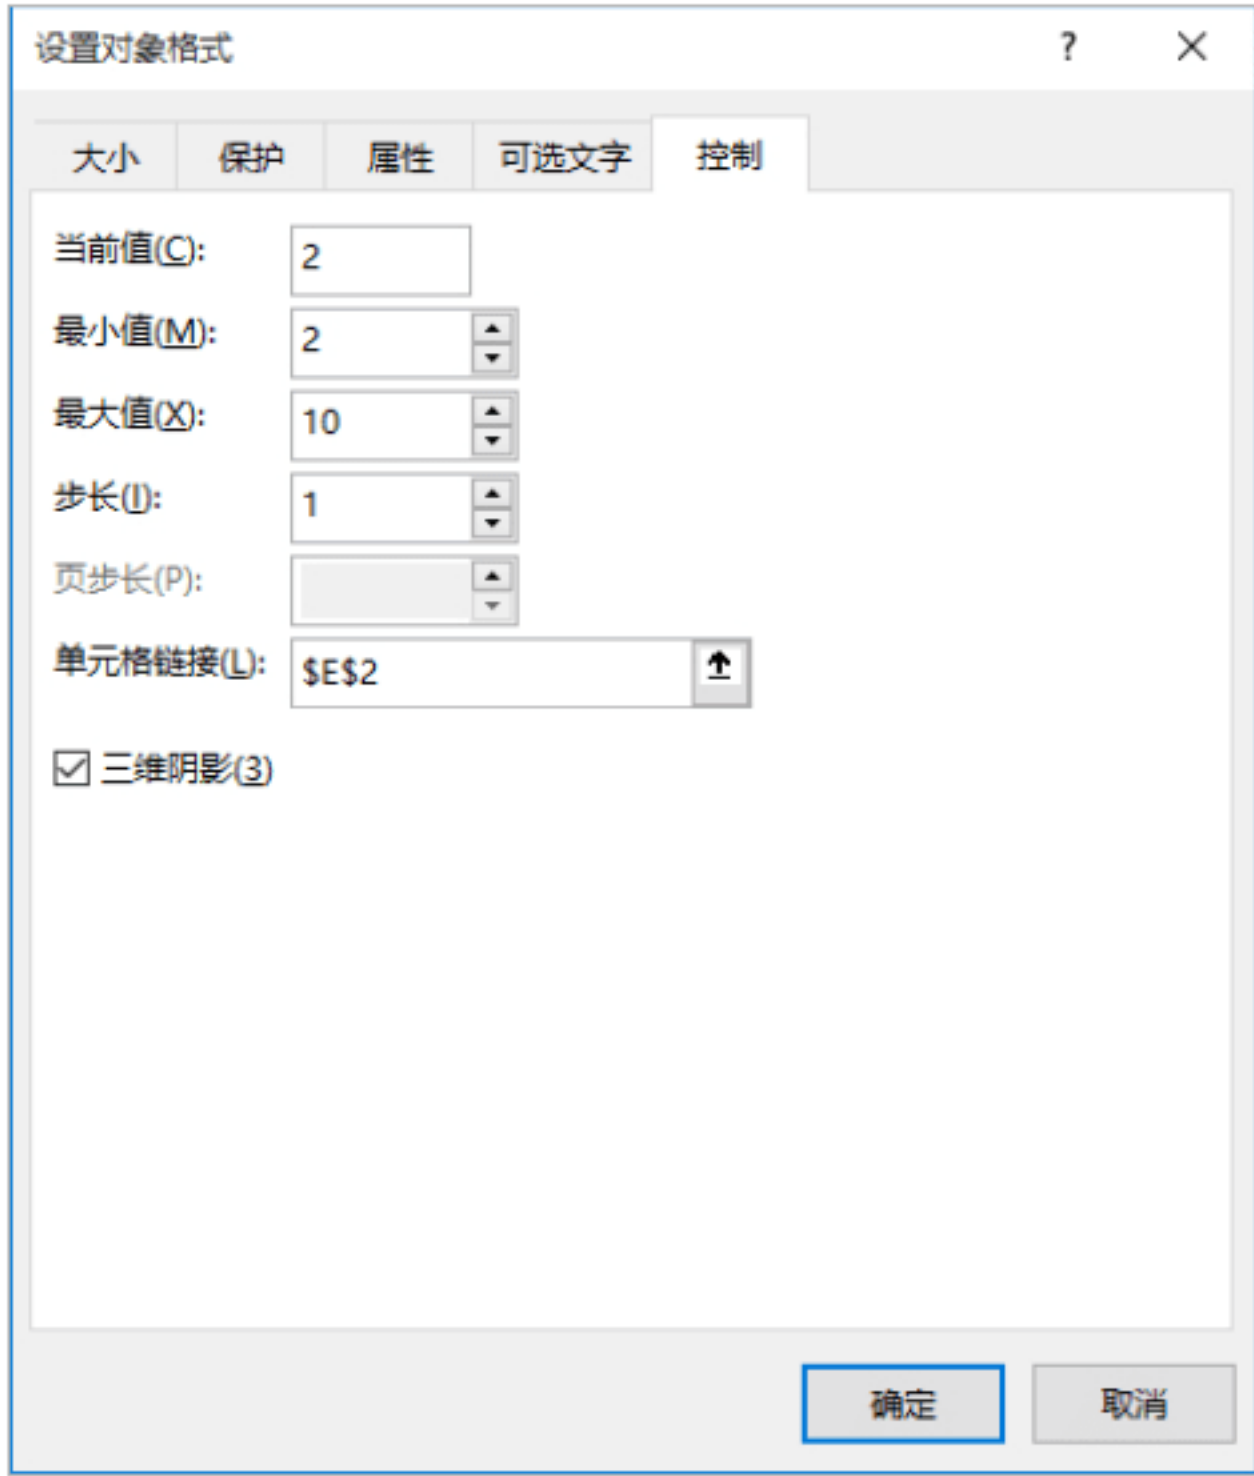 设置对象格式 ?
大小 保护 属性 可选文字 控制
当前值(C): 2
最小值(M): 2
最大值(X): 10
步长(I): 1
页步长(P):
单元格链接(L): $E$2
三维阴影(3)
确定 取消